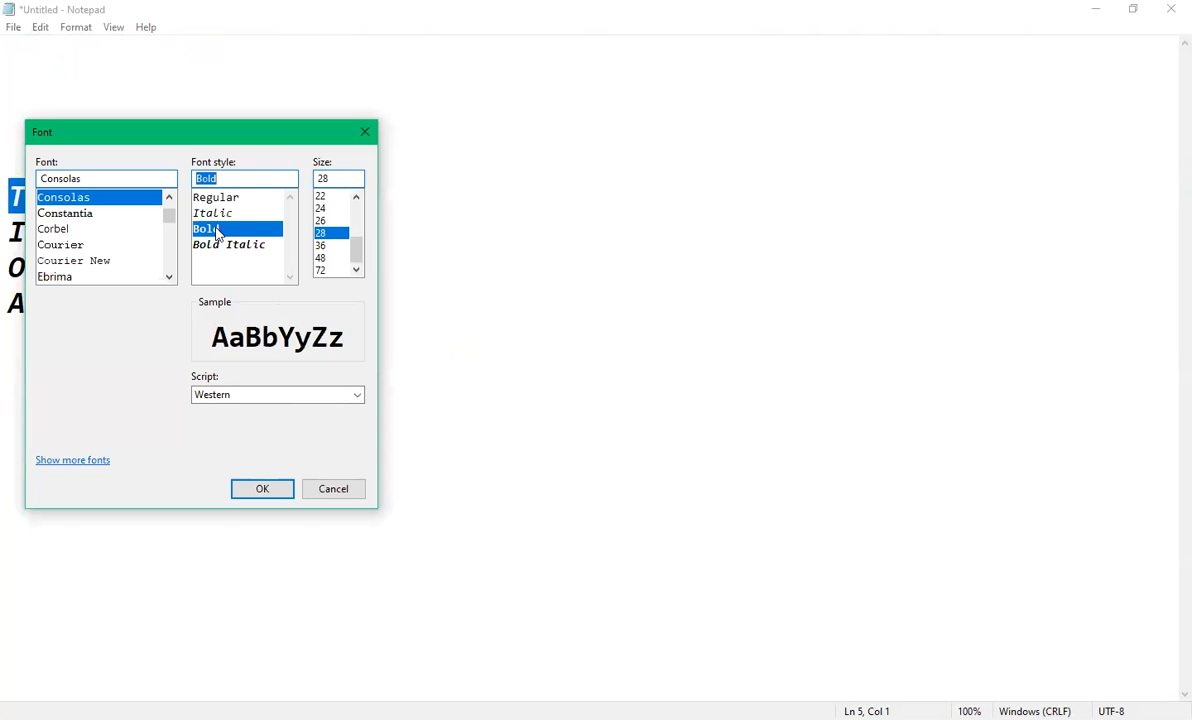 *Untitled - Notepad
File Edit Format View Help
Font
Font: Font style: Size:
Consolas Bold 28
Consolas Regular 22
Constantia Italic 24
Corbel Bold 26
Courier Bold Italic 28
Courier New 36
Ebrima 48
72
T
I
O
A
Sample
AaBbYyZz
Script:
Western
Show more fonts
OK Cancel
Ln 5, Col 1 100% Windows (CRLF) UTF-8